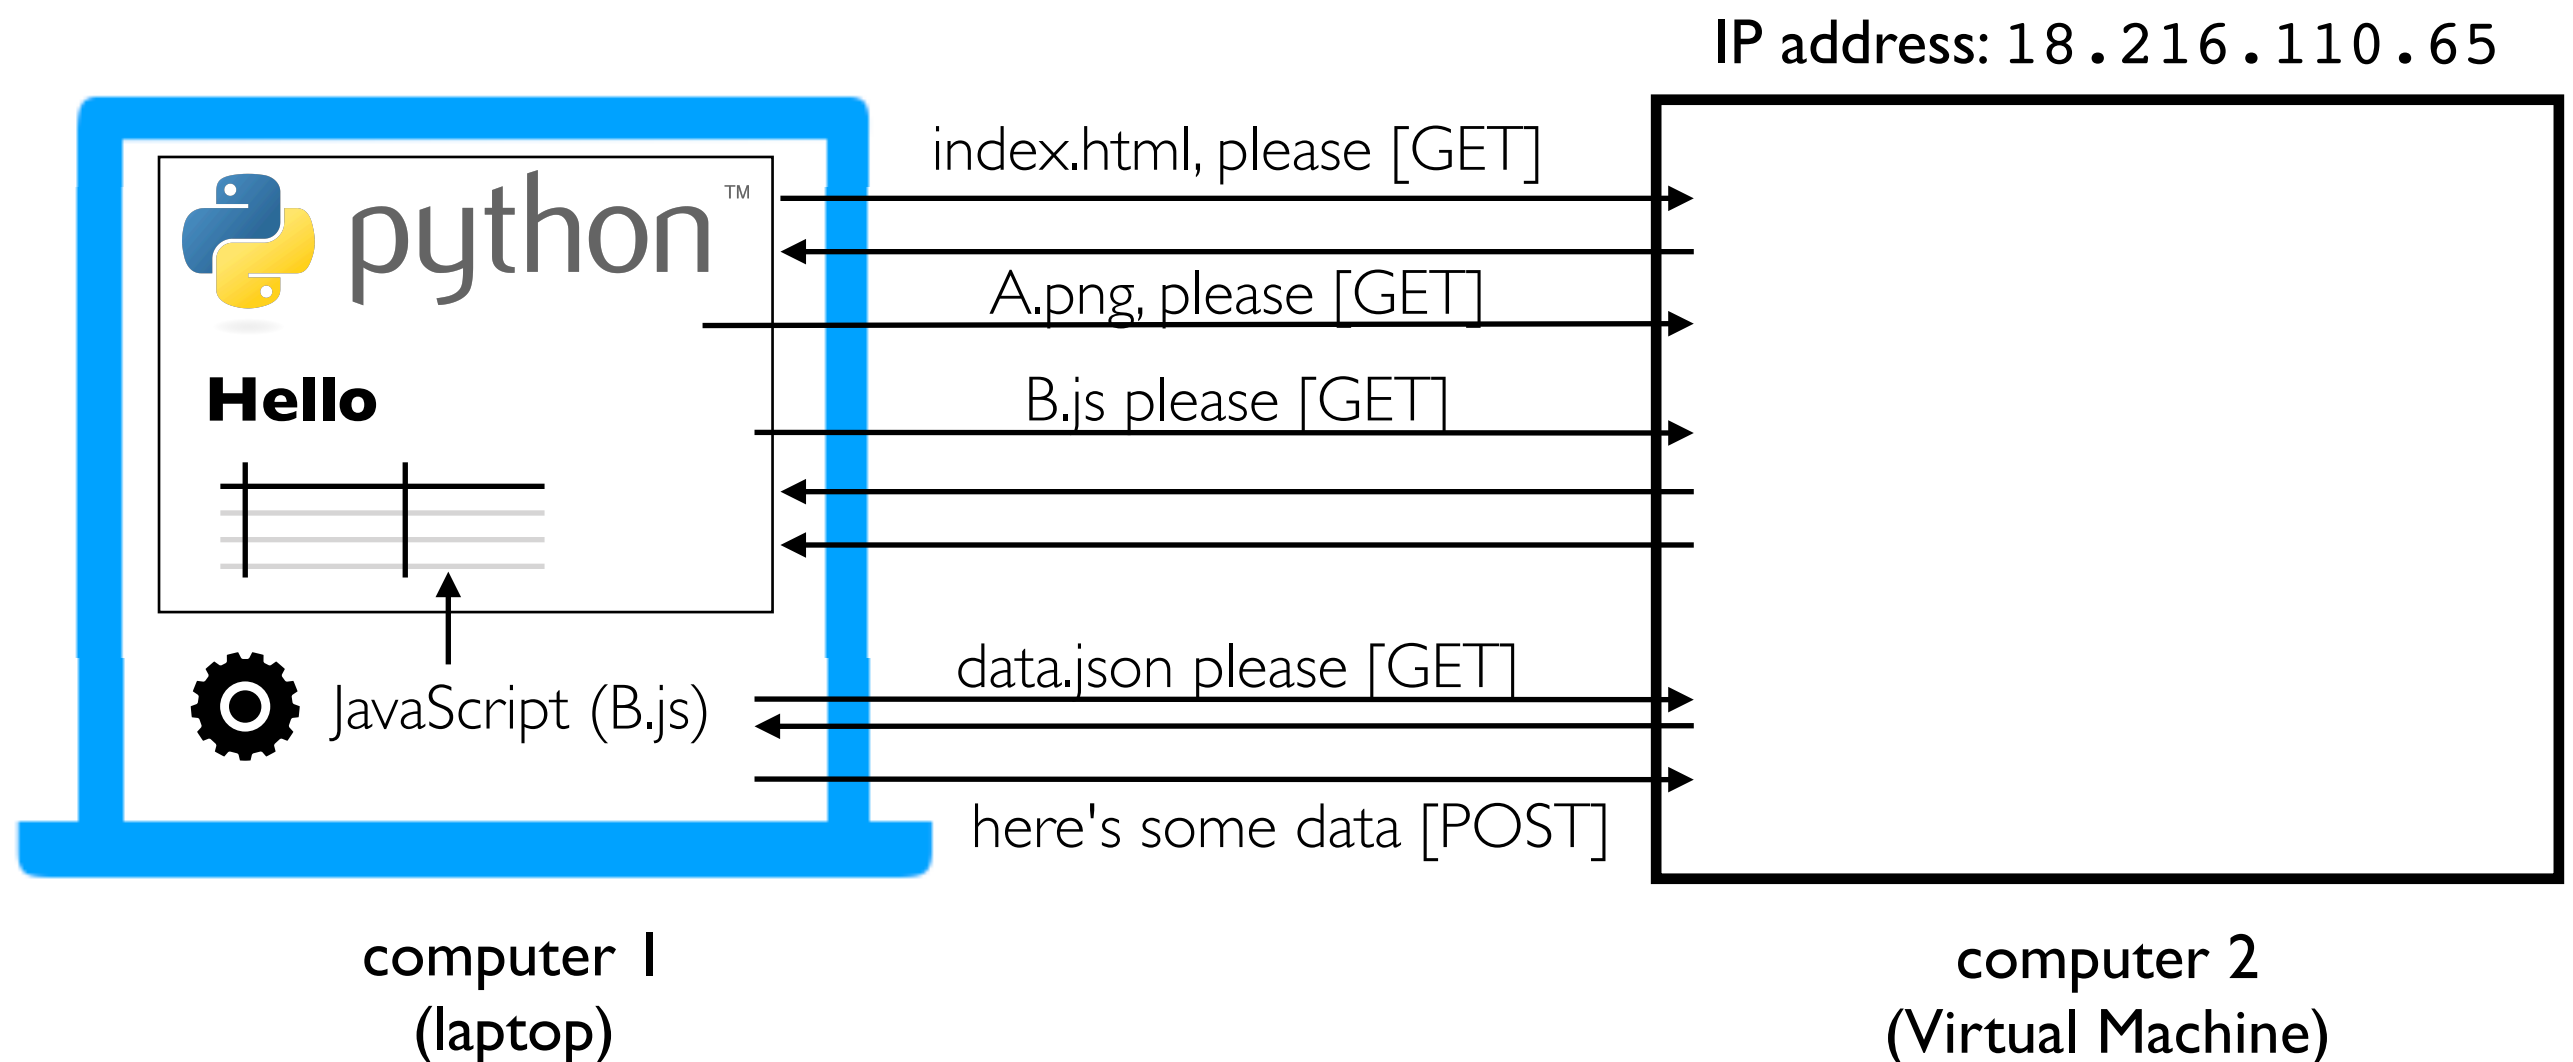 IP address: 18.216.110.65
index.html, please [GET]
python™
A.png, please [GET]
B.js please [GET]
Hello
data.json please [GET]
JavaScript (B.js)
here's some data [POST]
computer 1
(laptop)
computer 2
(Virtual Machine)